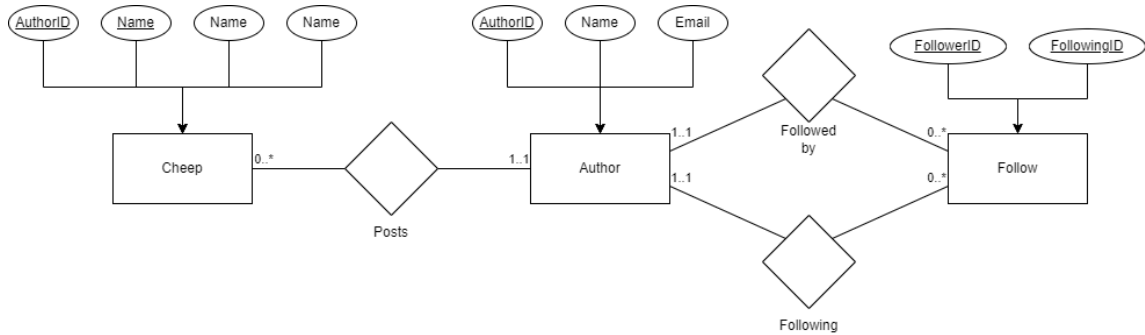 AuthorID
Name
Name
Name
AuthorID
Name
Email
FollowerID
FollowingID
Cheep
0..*
Posts
1..1
Author
1..1
1..1
Followed
by
Following
0..*
0..*
Follow